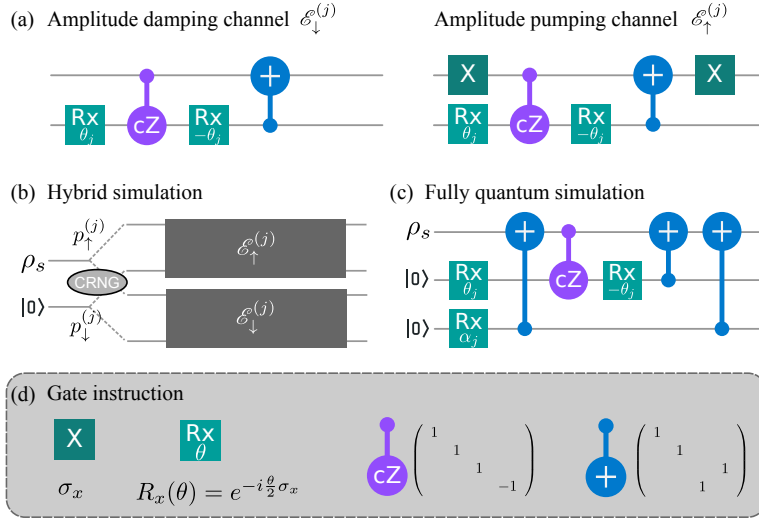 (a) Amplitude damping channel ℰ↓^(j)
Amplitude pumping channel ℰ↑^(j)
Rx θj
cZ
Rx -θj
+
X
Rx θj
cZ
Rx -θj
+
X
(b) Hybrid simulation
p↑^(j)
ρs
CRNG
|0⟩
p↓^(j)
ℰ↑^(j)
ℰ↓^(j)
(c) Fully quantum simulation
ρs
|0⟩
|0⟩
Rx θj
Rx αj
+
cZ
Rx -θj
+
+
(d) Gate instruction
X
σx
Rx θ
Rx(θ) = e^(-i θ/2 σx)
cZ
1
1
1
-1
+
1
1
1
1